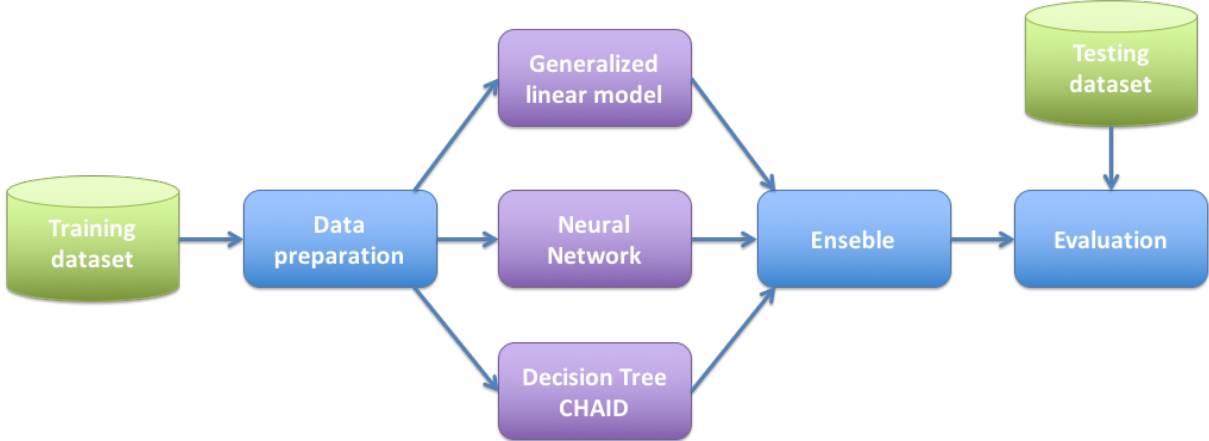 Training
dataset
Data
preparation
Generalized
linear model
Neural
Network
Decision Tree
CHAID
Enseble
Testing
dataset
Evaluation